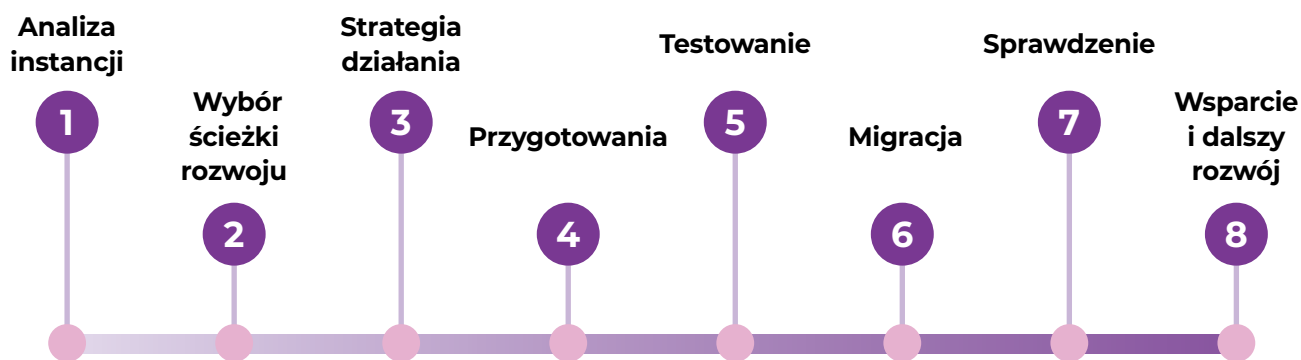 Analiza
instancji
1
Wybór
ścieżki
rozwoju
2
Strategia
działania
3
Przygotowania
4
Testowanie
5
Migracja
6
Sprawdzenie
7
Wsparcie
i dalszy
rozwój
8